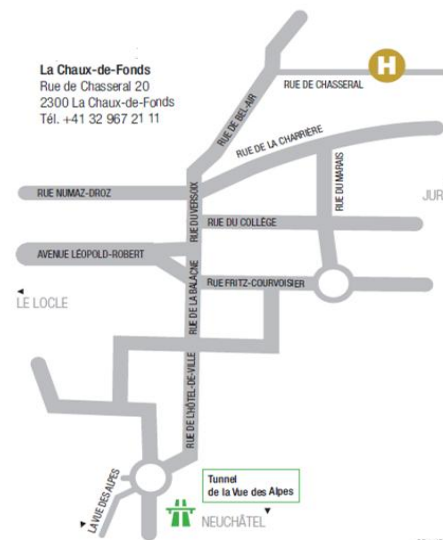 La Chaux-de-Fonds
Rue de Chasseral 20
2300 La Chaux-de-Fonds
Tél. +41 32 967 21 11
H
RUE DE CHASSERAL
RUE DE BEL-AIR
RUE DE LA CHARRIÈRE
RUE DU MARAIS
RUE NUMAZ-DROZ
RUE DU VERSOIX
JUR
RUE DU COLLÈGE
AVENUE LÉOPOLD-ROBERT
RUE DE LA BALACNE
RUE FRITZ-COURVOISIER
LE LOCLE
RUE DE L'HÔTEL-DE-VILLE
LA VUE DES ALPES
Tunnel
de la Vue des Alpes
NEUCHÂTEL